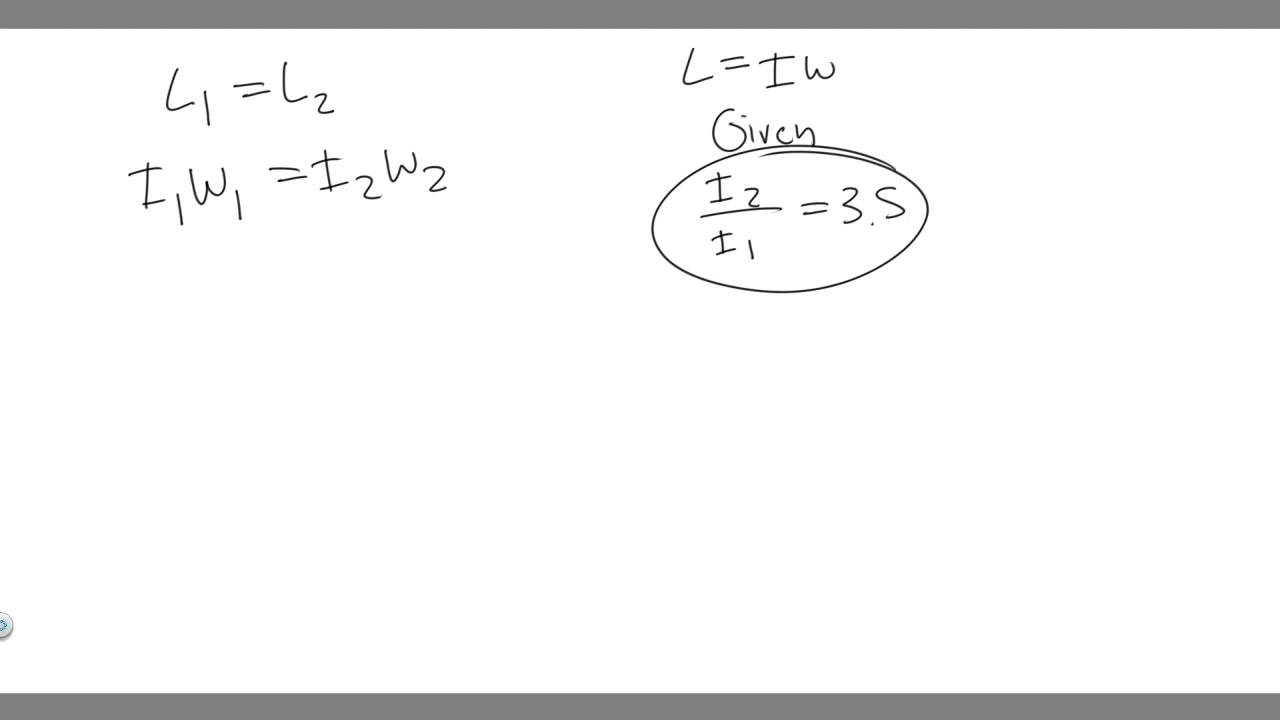 L₁ = L₂
I₁W₁ = I₂W₂
L = IW
Given
I₂/I₁ = 3.5